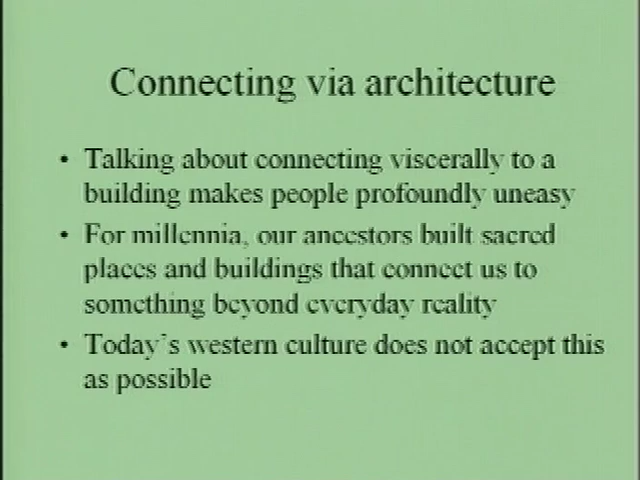 Connecting via architecture
• Talking about connecting viscerally to a
building makes people profoundly uneasy
• For millennia, our ancestors built sacred
places and buildings that connect us to
something beyond everyday reality
• Today's western culture does not accept this
as possible